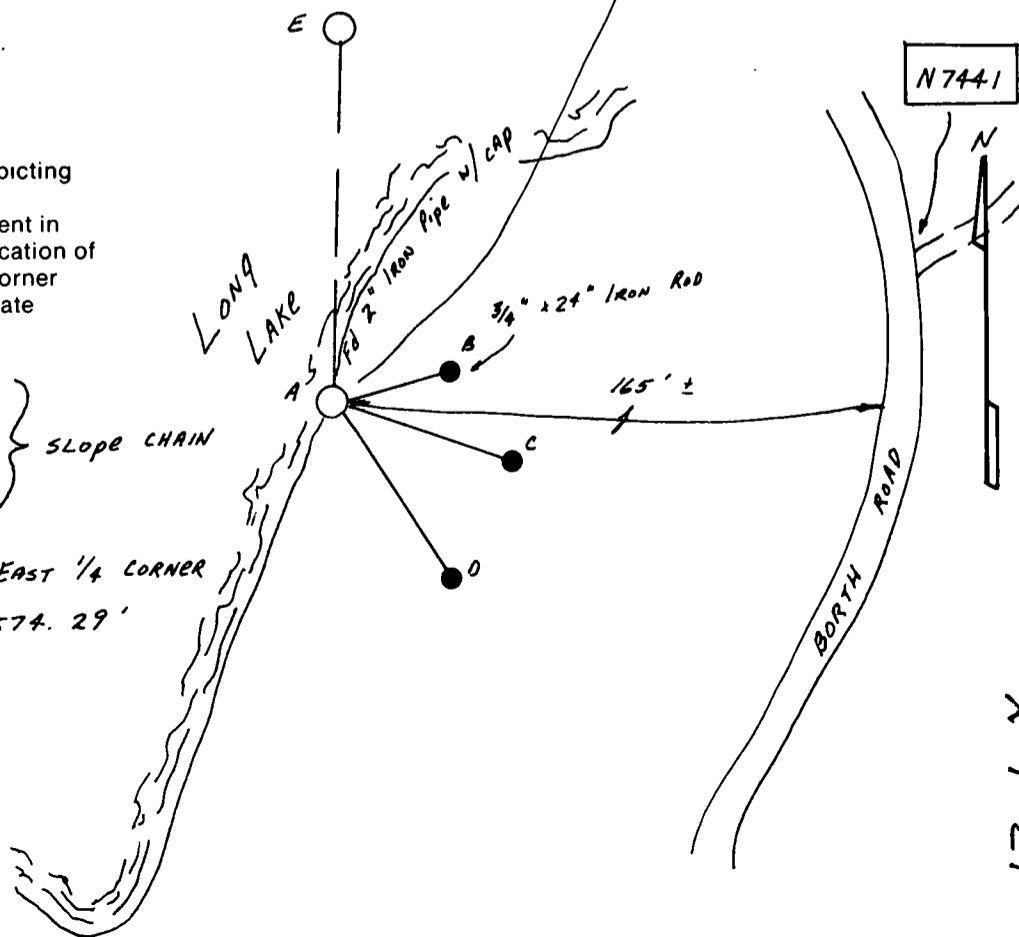 E
N7441
N
picting
ent in
cation of
orner
ate
LONG
LAKE
Fd 2" IRON Pipe w/ CAP
3/4" x 24" IRON ROD
B
A
165' ±
C
SLOPE CHAIN
D
EAST 1/4 CORNER
574.29'
BORTH ROAD